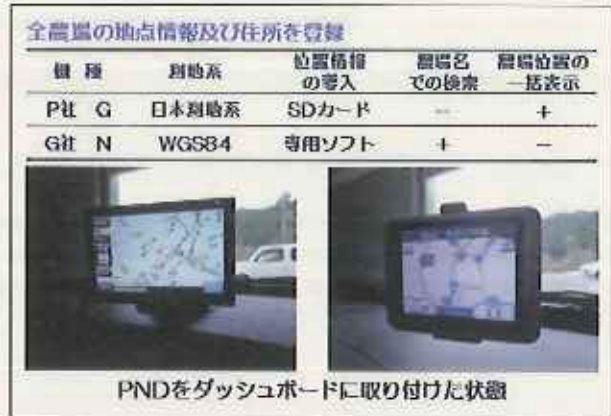 全農場の地点情報及び住所を登録
機 種 測地系 位置情報の導入 農場名での検索 農場位置の一括表示
P社 G 日本測地系 SDカード − +
G社 N WGS84 専用ソフト + −
PNDをダッシュボードに取り付けた状態